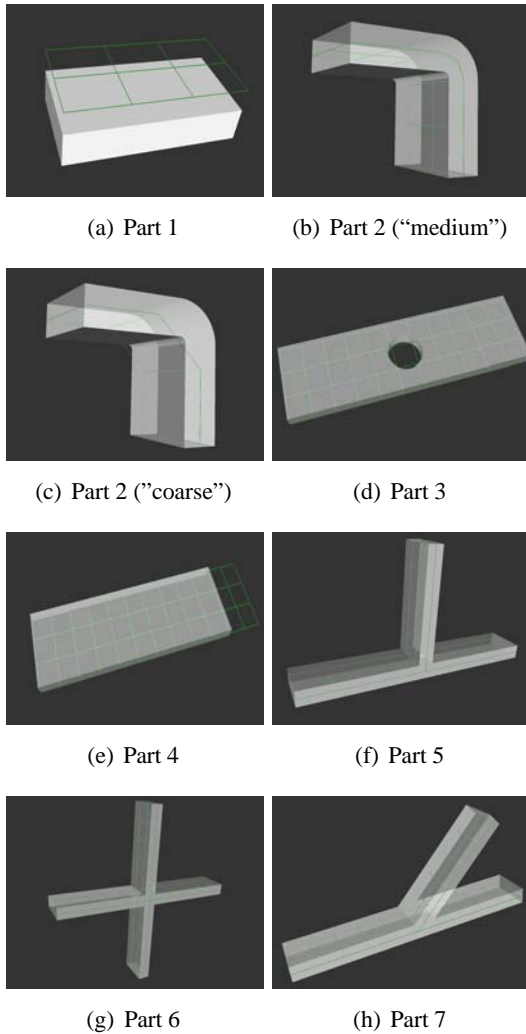 (a) Part 1
(b) Part 2 (“medium”)
(c) Part 2 (”coarse”)
(d) Part 3
(e) Part 4
(f) Part 5
(g) Part 6
(h) Part 7